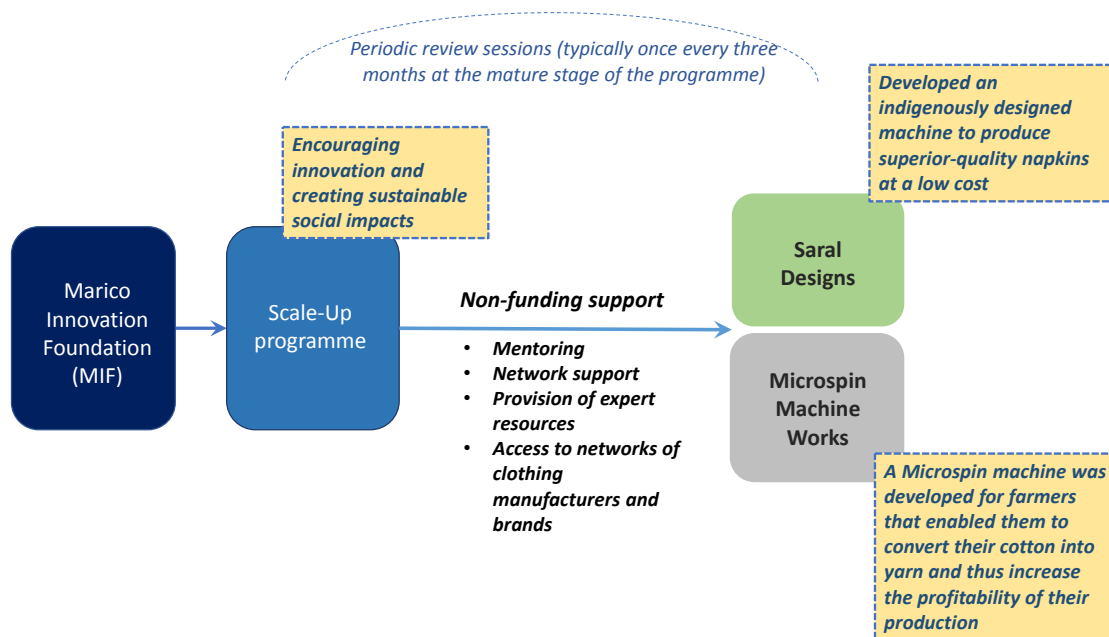 Periodic review sessions (typically once every three
months at the mature stage of the programme)
Developed an
indigenously designed
machine to produce
superior-quality napkins
at a low cost
Encouraging
innovation and
creating sustainable
social impacts
Marico
Innovation
Foundation
(MIF)
Scale-Up
programme
Non-funding support
• Mentoring
• Network support
• Provision of expert
resources
• Access to networks of
clothing
manufacturers and
brands
Saral
Designs
Microspin
Machine
Works
A Microspin machine was
developed for farmers
that enabled them to
convert their cotton into
yarn and thus increase
the profitability of their
production